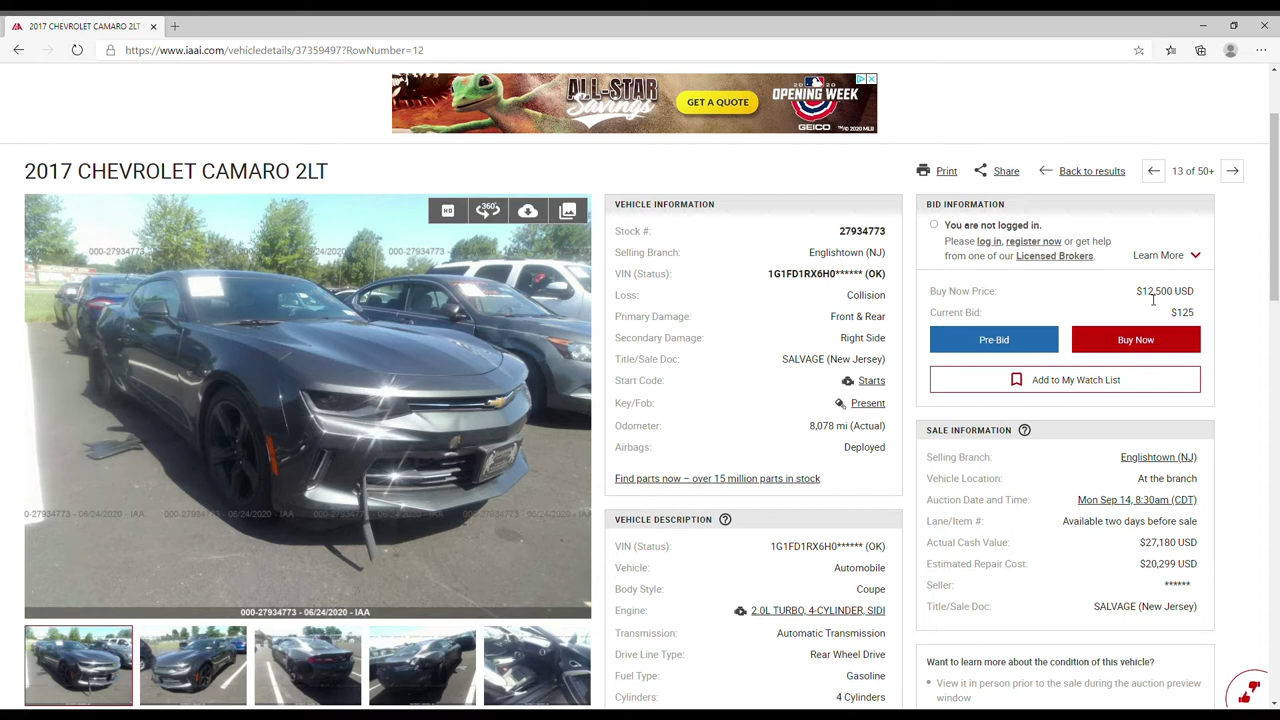 2017 CHEVROLET CAMARO 2LT
https://www.iaai.com/vehicledetails/37359497?RowNumber=12
ALL-STAR
Savings
GET A QUOTE
2020
MLB
OPENING WEEK
GEICO
™/© 2020 MLB
2017 CHEVROLET CAMARO 2LT
Print
Share
Back to results
13 of 50+
HD
360°
000-27934773 - 06/24/2020 - IAA
VEHICLE INFORMATION
Stock #: 27934773
Selling Branch: Englishtown (NJ)
VIN (Status): 1G1FD1RX6H0****** (OK)
Loss: Collision
Primary Damage: Front & Rear
Secondary Damage: Right Side
Title/Sale Doc: SALVAGE (New Jersey)
Start Code: Starts
Key/Fob: Present
Odometer: 8,078 mi (Actual)
Airbags: Deployed
Find parts now – over 15 million parts in stock
VEHICLE DESCRIPTION ?
VIN (Status): 1G1FD1RX6H0****** (OK)
Vehicle: Automobile
Body Style: Coupe
Engine: 2.0L TURBO, 4-CYLINDER, SIDI
Transmission: Automatic Transmission
Drive Line Type: Rear Wheel Drive
Fuel Type: Gasoline
Cylinders: 4 Cylinders
BID INFORMATION
You are not logged in.
Please log in, register now or get help
from one of our Licensed Brokers.
Learn More
Buy Now Price: $12,500 USD
Current Bid: $125
Pre-Bid
Buy Now
Add to My Watch List
SALE INFORMATION ?
Selling Branch: Englishtown (NJ)
Vehicle Location: At the branch
Auction Date and Time: Mon Sep 14, 8:30am (CDT)
Lane/Item #: Available two days before sale
Actual Cash Value: $27,180 USD
Estimated Repair Cost: $20,299 USD
Seller: ******
Title/Sale Doc: SALVAGE (New Jersey)
Want to learn more about the condition of this vehicle?
View it in person prior to the sale during the auction preview
window